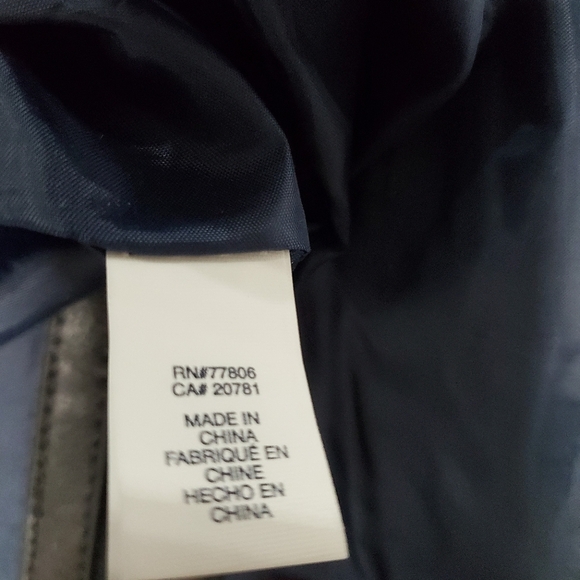 RN#77806
CA# 20781
MADE IN
CHINA
FABRIQUÉ EN
CHINE
HECHO EN
CHINA